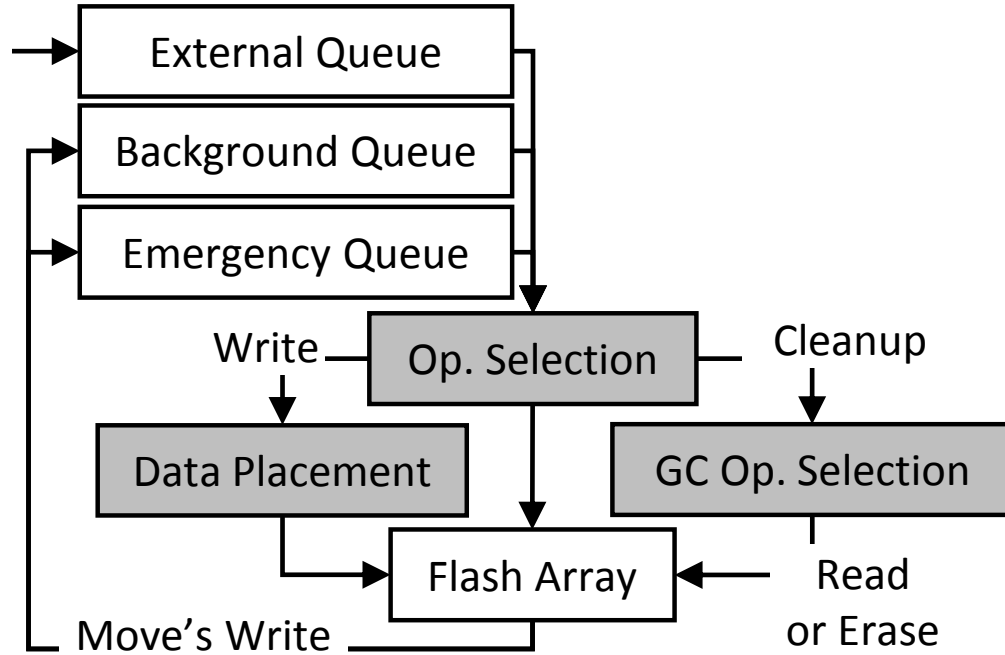 External Queue
Background Queue
Emergency Queue
Write
Op. Selection
Cleanup
Data Placement
GC Op. Selection
Flash Array
Read
or Erase
Move’s Write